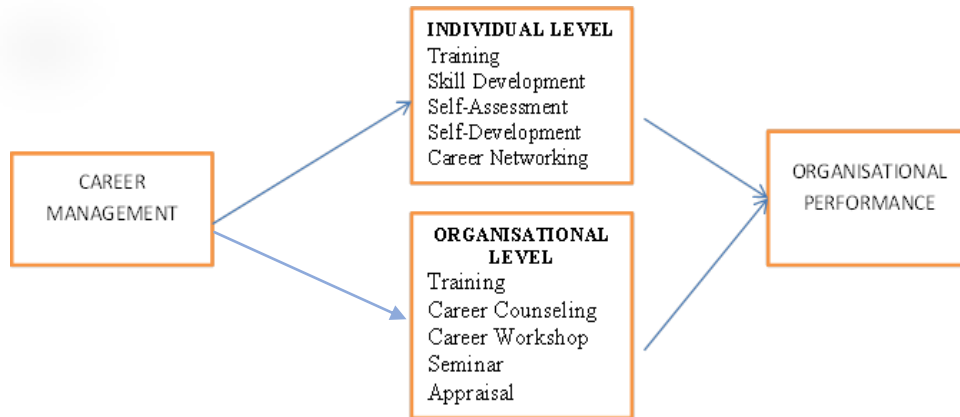 CAREER
MANAGEMENT
INDIVIDUAL LEVEL
Training
Skill Development
Self-Assessment
Self-Development
Career Networking
ORGANISATIONAL
LEVEL
Training
Career Counseling
Career Workshop
Seminar
Appraisal
ORGANISATIONAL
PERFORMANCE